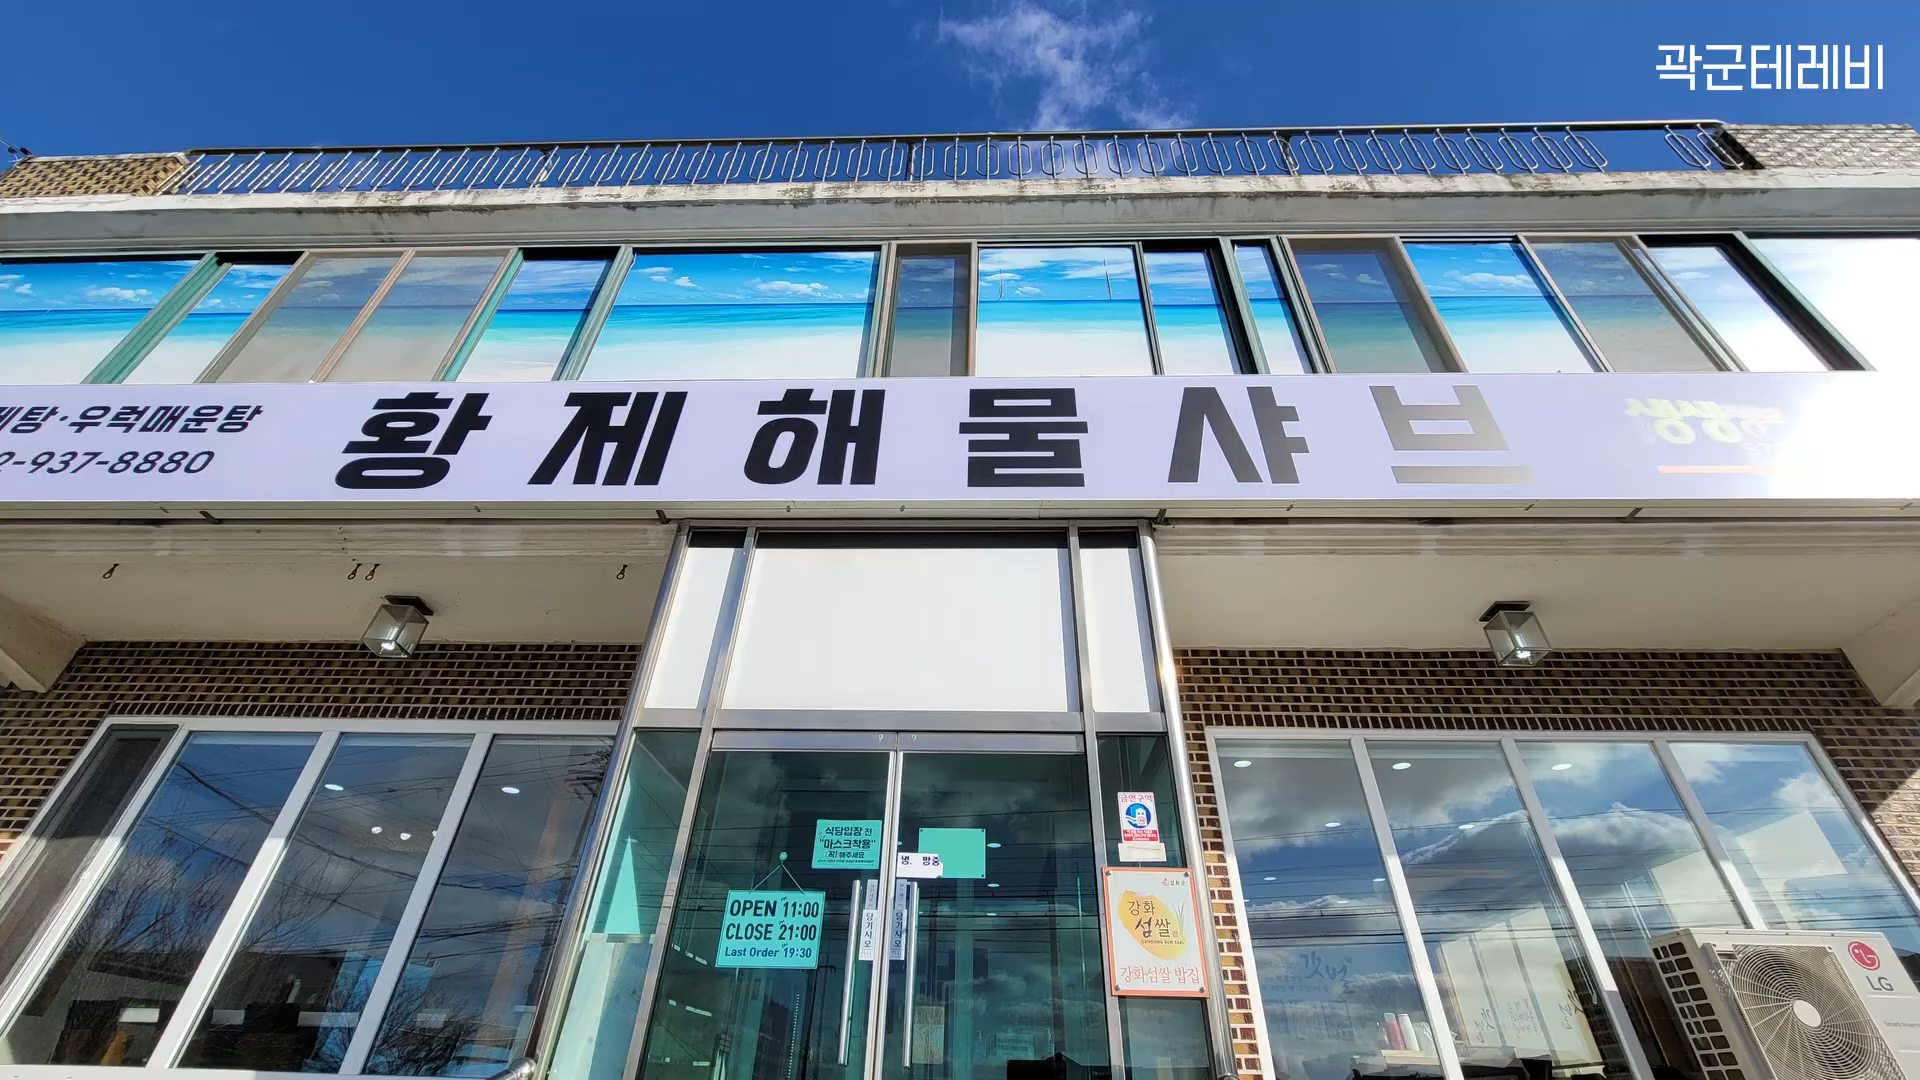 곽군테레비
탕·우럭매운탕
-937-8880
황제해물샤브
생생
식당입장 전
"마스크착용"
(꼭) 해주세요
냉. 방중
OPEN 11:00
CLOSE 21:00
Last Order 19:30
당기시오
당기시오
금연구역
강화
섬쌀
강화섬쌀 밥집
LG